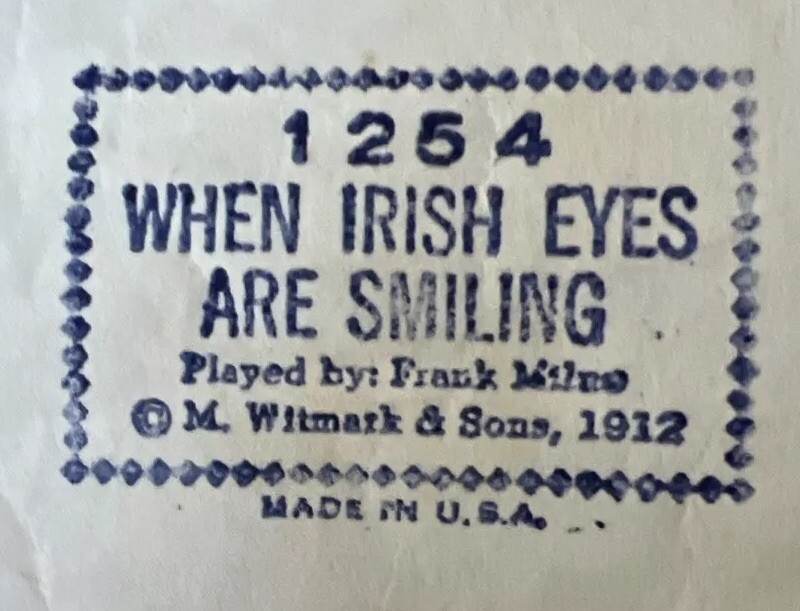 1254
WHEN IRISH EYES
ARE SMILING
Played by: Frank Milne
© M. Witmark & Sons, 1912
MADE IN U.S.A.